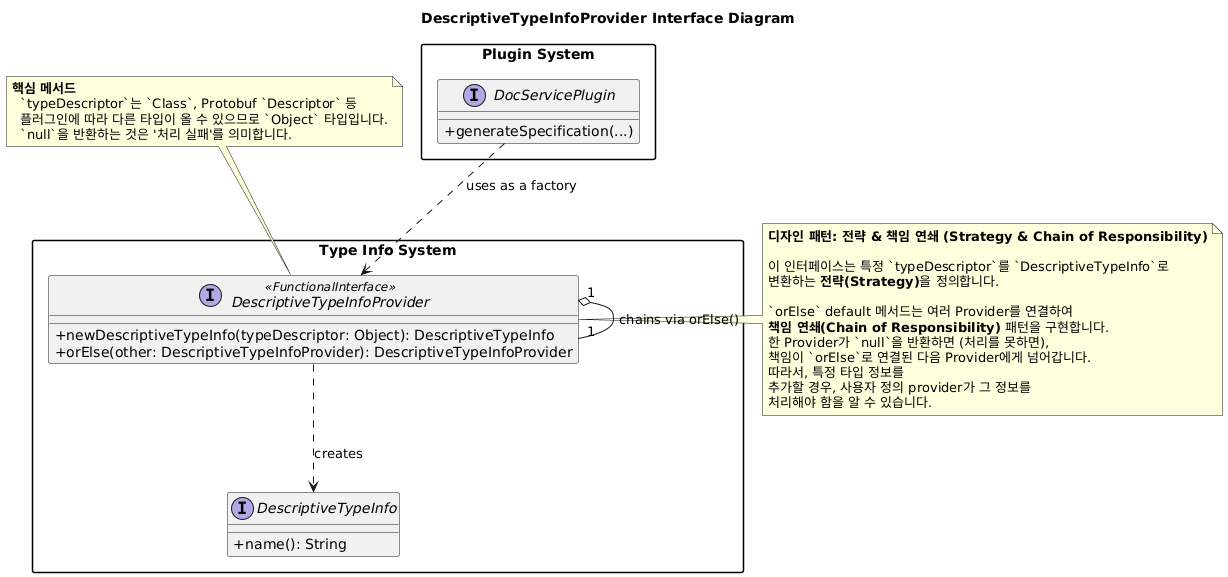 DescriptiveTypeInfoProvider Interface Diagram
Plugin System
I DocServicePlugin
+generateSpecification(...)
핵심 메서드
`typeDescriptor`는 `Class`, Protobuf `Descriptor` 등
플러그인에 따라 다른 타입이 올 수 있으므로 `Object` 타입입니다.
`null`을 반환하는 것은 '처리 실패'를 의미합니다.
uses as a factory
Type Info System
«FunctionalInterface»
I DescriptiveTypeInfoProvider
+newDescriptiveTypeInfo(typeDescriptor: Object): DescriptiveTypeInfo
+orElse(other: DescriptiveTypeInfoProvider): DescriptiveTypeInfoProvider
1
chains via orElse()
1
디자인 패턴: 전략 & 책임 연쇄 (Strategy & Chain of Responsibility)
이 인터페이스는 특정 `typeDescriptor`를 `DescriptiveTypeInfo`로
변환하는 전략(Strategy)을 정의합니다.
`orElse` default 메서드는 여러 Provider를 연결하여
책임 연쇄(Chain of Responsibility) 패턴을 구현합니다.
한 Provider가 `null`을 반환하면 (처리를 못하면),
책임이 `orElse`로 연결된 다음 Provider에게 넘어갑니다.
따라서, 특정 타입 정보를
추가할 경우, 사용자 정의 provider가 그 정보를
처리해야 함을 알 수 있습니다.
creates
I DescriptiveTypeInfo
+name(): String